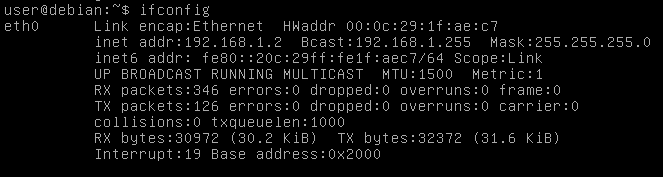 user@debian:~$ ifconfig
eth0      Link encap:Ethernet  HWaddr 00:0c:29:1f:ae:c7
          inet addr:192.168.1.2  Bcast:192.168.1.255  Mask:255.255.255.0
          inet6 addr: fe80::20c:29ff:fe1f:aec7/64 Scope:Link
          UP BROADCAST RUNNING MULTICAST  MTU:1500  Metric:1
          RX packets:346 errors:0 dropped:0 overruns:0 frame:0
          TX packets:126 errors:0 dropped:0 overruns:0 carrier:0
          collisions:0 txqueuelen:1000
          RX bytes:30972 (30.2 KiB)  TX bytes:32372 (31.6 KiB)
          Interrupt:19 Base address:0x2000